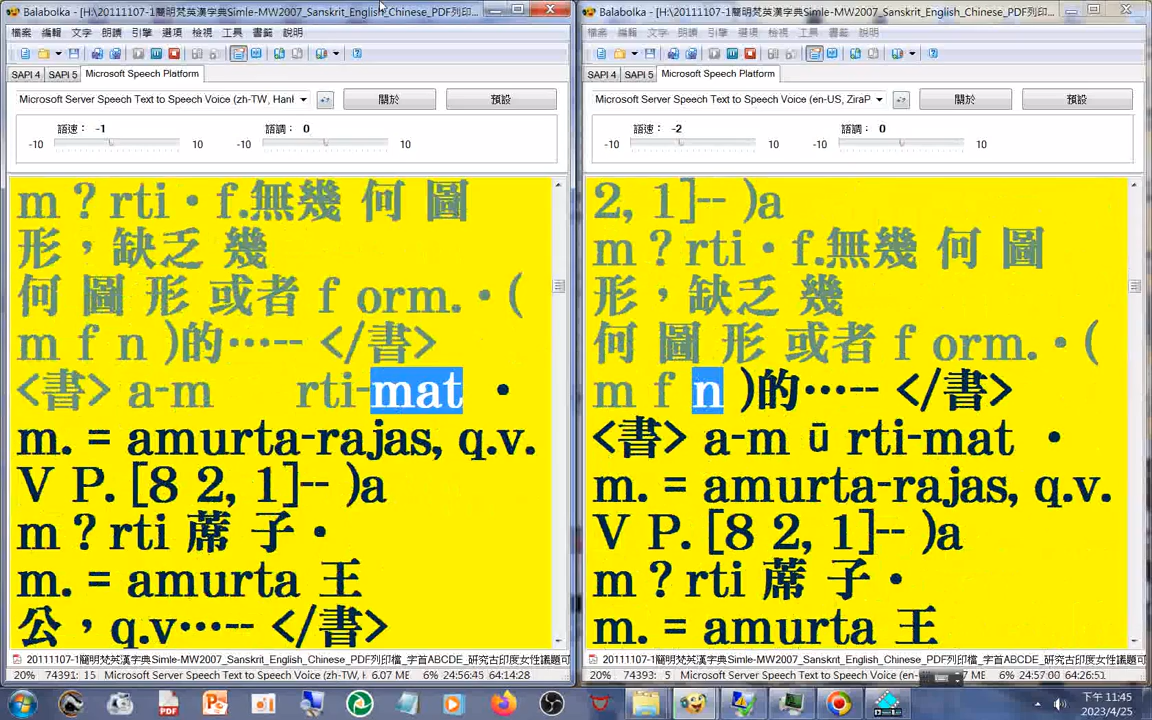 Balabolka - [H:\20111107-1簡明梵英漢字典Simle-MW2007_Sanskrit_English_Chinese_PDF列印...
檔案 編輯 文字 朗讀 引擎 選項 檢視 工具 書籤 說明
SAPI 4 SAPI 5 Microsoft Speech Platform
Microsoft Server Speech Text to Speech Voice (zh-TW, Hanl 關於 預設
語速： -1 語調： 0
-10 10 -10 10
m ? rti • f.無幾 何 圖
形，缺乏 幾
何 圖 形 或者 f orm. • (
m f n )的…-- </書>
<書> a-m rti-mat •
m. = amurta-rajas, q.v.
V P. [8 2, 1]-- )a
m ? rti 蓆 子 •
m. = amurta 王
公，q.v…-- </書>
20111107-1簡明梵英漢字典Simle-MW2007_Sanskrit_English_Chinese_PDF列印檔_字首ABCDE_研究古印度女性議題可
20% 74391: 15 Microsoft Server Speech Text to Speech Voice (zh-TW, H 6.07 MB 6% 24:56:45 64:14:28
Balabolka - [H:\20111107-1簡明梵英漢字典Simle-MW2007_Sanskrit_English_Chinese_PDF列印...
檔案 編輯 文字 朗讀 引擎 選項 檢視 工具 書籤 說明
SAPI 4 SAPI 5 Microsoft Speech Platform
Microsoft Server Speech Text to Speech Voice (en-US, ZiraP 關於 預設
語速： -2 語調： 0
-10 10 -10 10
2, 1]-- )a
m ? rti • f.無幾 何 圖
形，缺乏 幾
何 圖 形 或者 f orm. • (
m f n )的…-- </書>
<書> a-m ū rti-mat •
m. = amurta-rajas, q.v.
V P. [8 2, 1]-- )a
m ? rti 蓆 子 •
m. = amurta 王
20111107-1簡明梵英漢字典Simle-MW2007_Sanskrit_English_Chinese_PDF列印檔_字首ABCDE_研究古印度女性議題可
20% 74393: 5 Microsoft Server Speech Text to Speech Voice (en-US, 6% 24:57:00 64:26:51
下午 11:45
2023/4/25